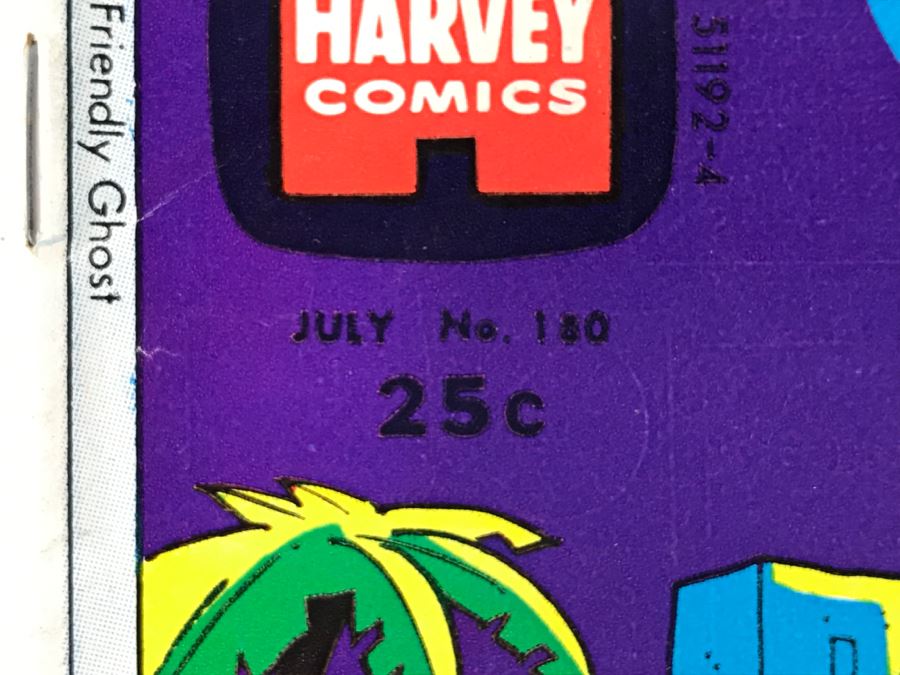 Friendly Ghost
HARVEY
COMICS
51192-4
JULY No. 180
25c